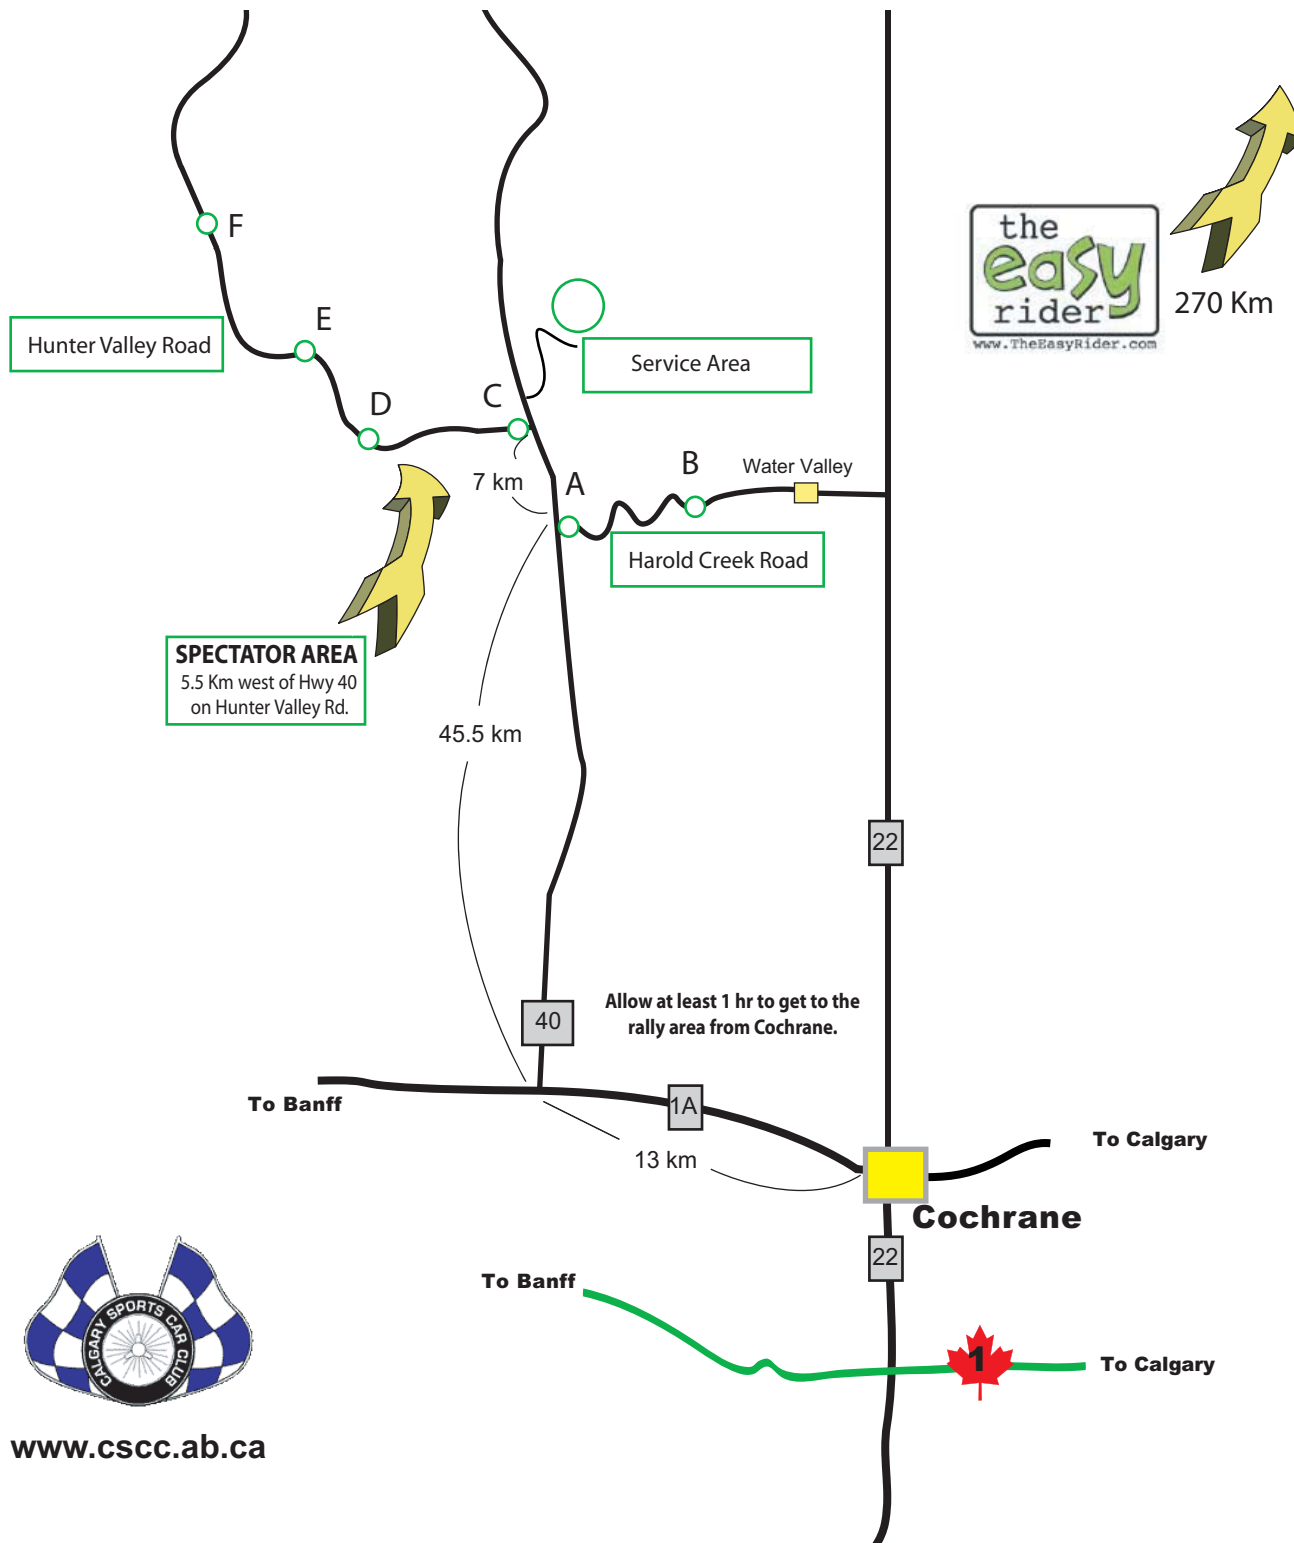 F
E
Hunter Valley Road
D
C
Service Area
the
easy
rider
www.TheEasyRider.com
270 Km
7 km
A
B
Water Valley
Harold Creek Road
SPECTATOR AREA
5.5 Km west of Hwy 40
on Hunter Valley Rd.
45.5 km
22
40
Allow at least 1 hr to get to the
rally area from Cochrane.
To Banff
1A
13 km
To Calgary
Cochrane
22
To Banff
1
To Calgary
CALGARY SPORTS CAR CLUB
www.cscc.ab.ca